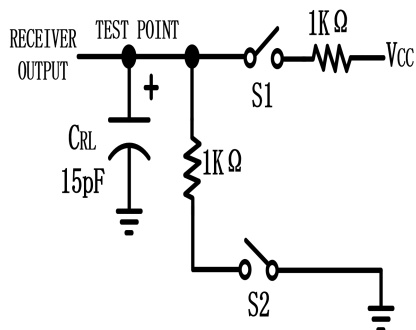 RECEIVER
OUTPUT
TEST POINT
1KΩ
VCC
S1
+
CRL
15pF
1KΩ
S2